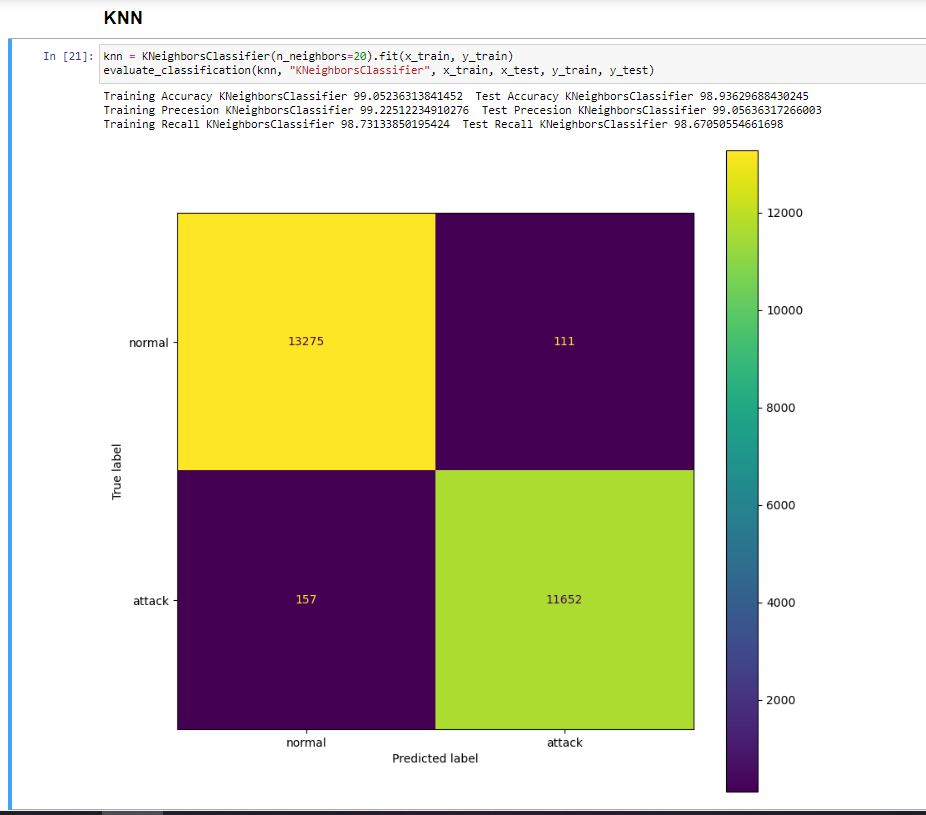 KNN
In [21]: knn = KNeighborsClassifier(n_neighbors=20).fit(x_train, y_train)
evaluate_classification(knn, "KNeighborsClassifier", x_train, x_test, y_train, y_test)
Training Accuracy KNeighborsClassifier 99.05236313841452  Test Accuracy KNeighborsClassifier 98.93629688430245
Training Precesion KNeighborsClassifier 99.22512234910276  Test Precesion KNeighborsClassifier 99.05636317266003
Training Recall KNeighborsClassifier 98.73133850195424  Test Recall KNeighborsClassifier 98.67050554661698
12000
10000
8000
6000
4000
2000
True label
normal
13275
111
attack
157
11652
normal
attack
Predicted label